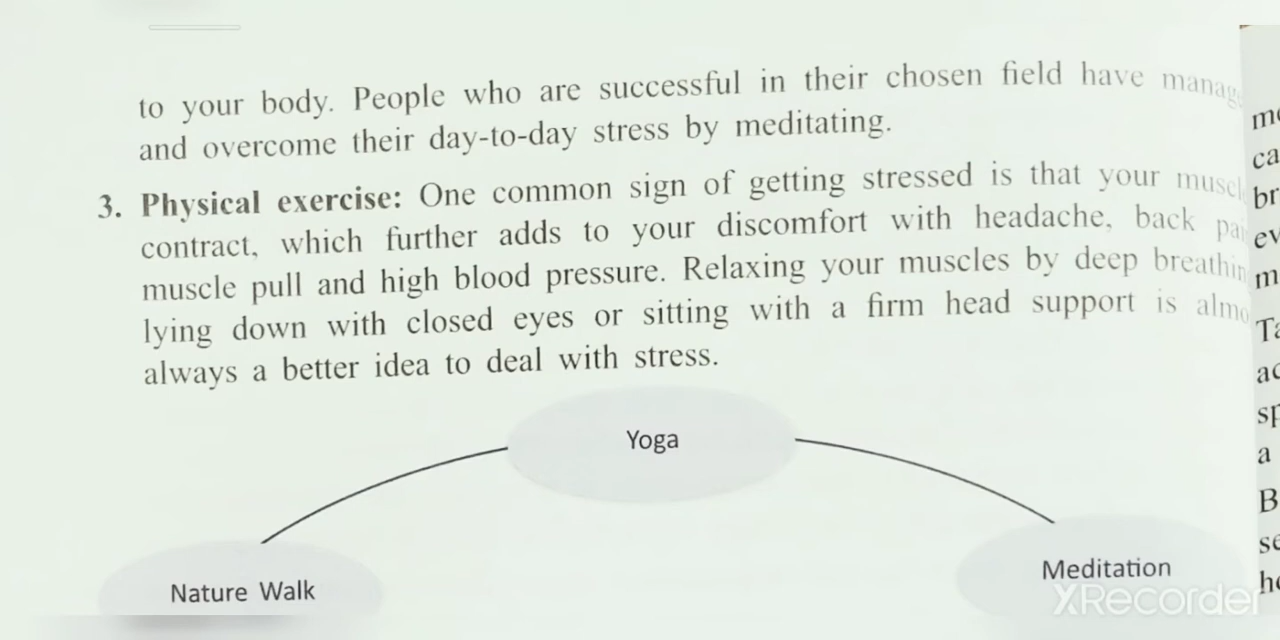 to your body. People who are successful in their chosen field have
and overcome their day-to-day stress by meditating.
3. Physical exercise: One common sign of getting stressed is that your
contract, which further adds to your discomfort with headache, back
muscle pull and high blood pressure. Relaxing your muscles by deep
lying down with closed eyes or sitting with a firm head support is
always a better idea to deal with stress.
Yoga
Nature Walk
Meditation
XRecorder
a